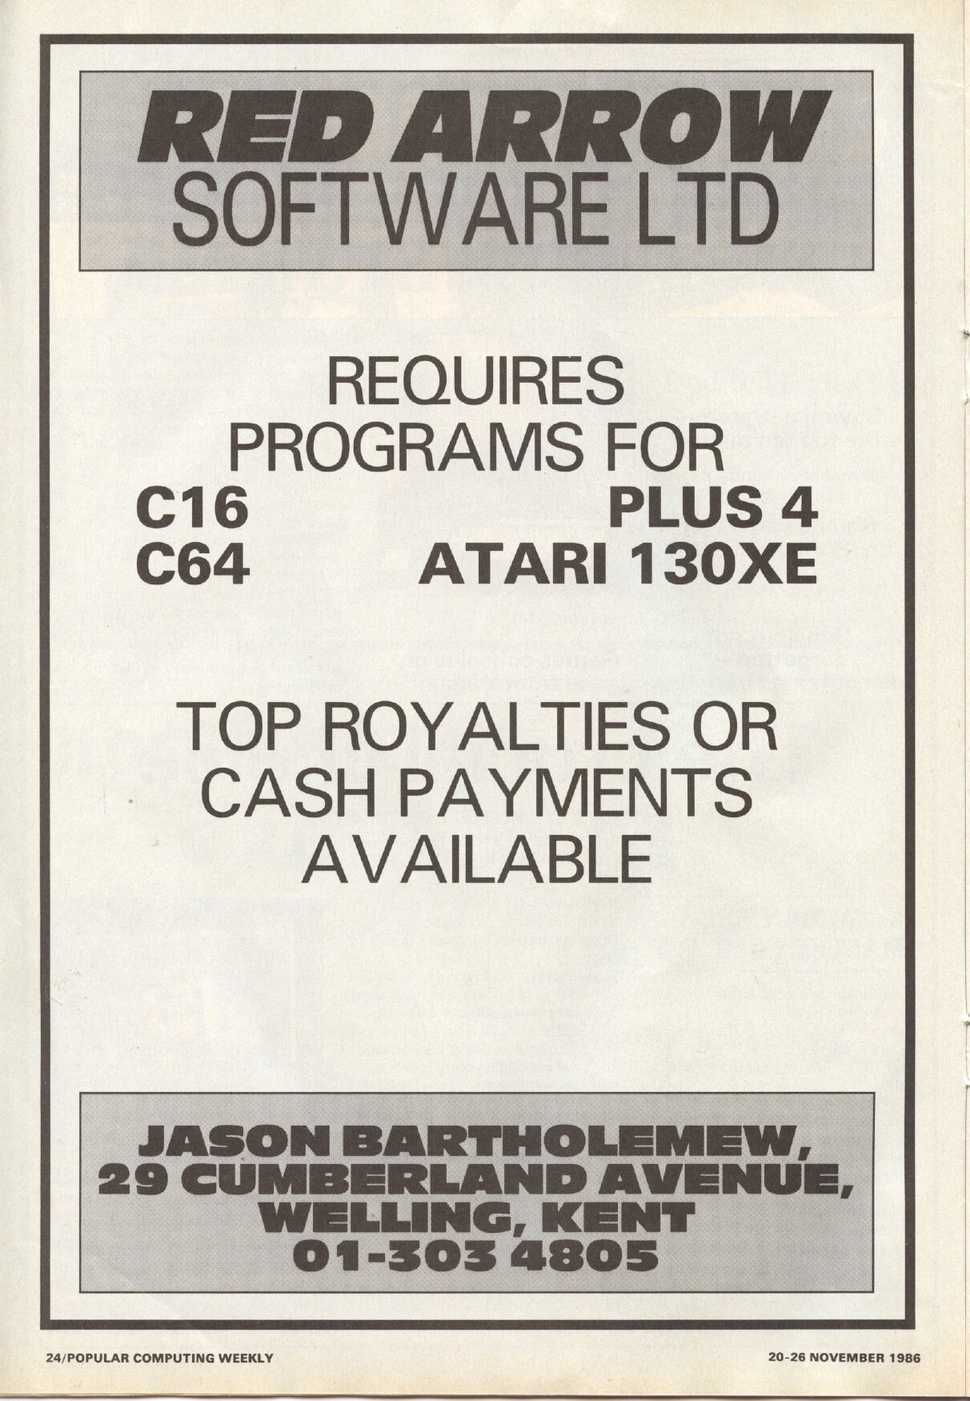 RED ARROW
SOFTWARE LTD
REQUIRES
PROGRAMS FOR
C16 PLUS 4
C64 ATARI 130XE
TOP ROYALTIES OR
CASH PAYMENTS
AVAILABLE
JASON BARTHOLEMEW,
29 CUMBERLAND AVENUE,
WELLING, KENT
01-303 4805
24/POPULAR COMPUTING WEEKLY 20-26 NOVEMBER 1986